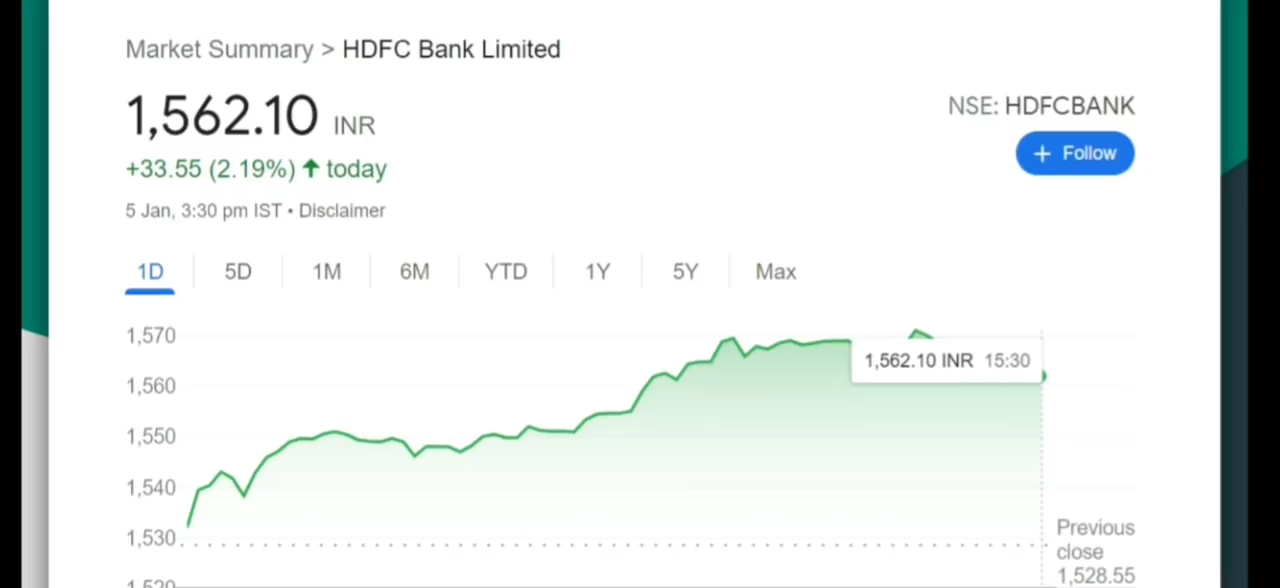 Market Summary > HDFC Bank Limited
1,562.10 INR
NSE: HDFCBANK
+ Follow
+33.55 (2.19%) ↑ today
5 Jan, 3:30 pm IST • Disclaimer
1D 5D 1M 6M YTD 1Y 5Y Max
1,570
1,562.10 INR 15:30
1,560
1,550
1,540
1,530
Previous
close
1,528.55
1,520